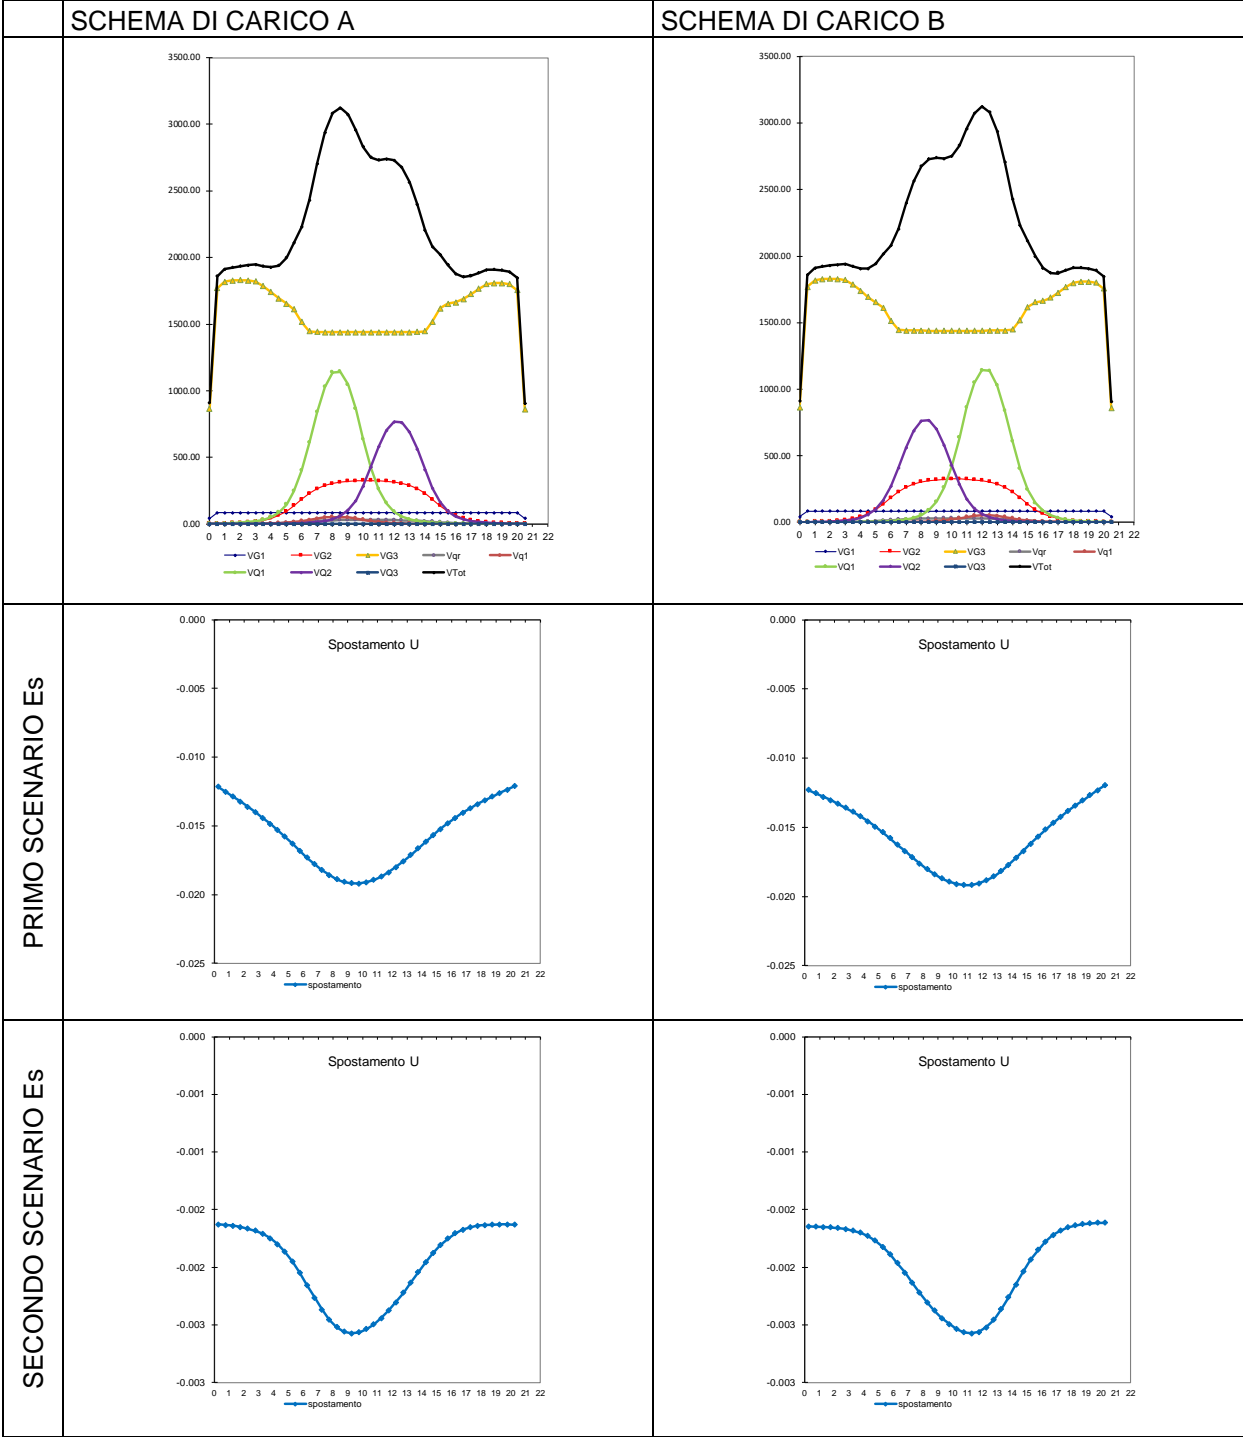 SCHEMA DI CARICO A
SCHEMA DI CARICO B
3500.00
3000.00
2500.00
2000.00
1500.00
1000.00
500.00
0.00
0 1 2 3 4 5 6 7 8 9 10 11 12 13 14 15 16 17 18 19 20 21 22
VG1 VG2 VG3 Vqr Vq1
VQ1 VQ2 VQ3 VTot
3500.00
3000.00
2500.00
2000.00
1500.00
1000.00
500.00
0.00
0 1 2 3 4 5 6 7 8 9 10 11 12 13 14 15 16 17 18 19 20 21 22
VG1 VG2 VG3 Vqr Vq1
VQ1 VQ2 VQ3 VTot
PRIMO SCENARIO Es
Spostamento U
0.000
-0.005
-0.010
-0.015
-0.020
-0.025
0 1 2 3 4 5 6 7 8 9 10 11 12 13 14 15 16 17 18 19 20 21 22
spostamento
Spostamento U
0.000
-0.005
-0.010
-0.015
-0.020
-0.025
0 1 2 3 4 5 6 7 8 9 10 11 12 13 14 15 16 17 18 19 20 21 22
spostamento
SECONDO SCENARIO Es
Spostamento U
0.000
-0.001
-0.001
-0.002
-0.002
-0.003
-0.003
0 1 2 3 4 5 6 7 8 9 10 11 12 13 14 15 16 17 18 19 20 21 22
spostamento
Spostamento U
0.000
-0.001
-0.001
-0.002
-0.002
-0.003
-0.003
0 1 2 3 4 5 6 7 8 9 10 11 12 13 14 15 16 17 18 19 20 21 22
spostamento